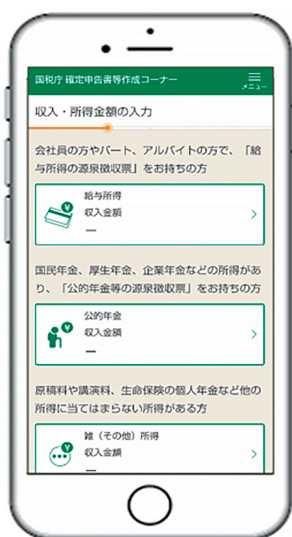 国税庁 確定申告書等作成コーナー
メニュー
収入・所得金額の入力
会社員の方やパート、アルバイトの方で、「給
与所得の源泉徴収票」をお持ちの方
給与所得
収入金額
ー
国民年金、厚生年金、企業年金などの所得があ
り、「公的年金等の源泉徴収票」をお持ちの方
公的年金
収入金額
ー
原稿料や講演料、生命保険の個人年金など他の
所得に当てはまらない所得がある方
雑（その他）所得
収入金額
ー